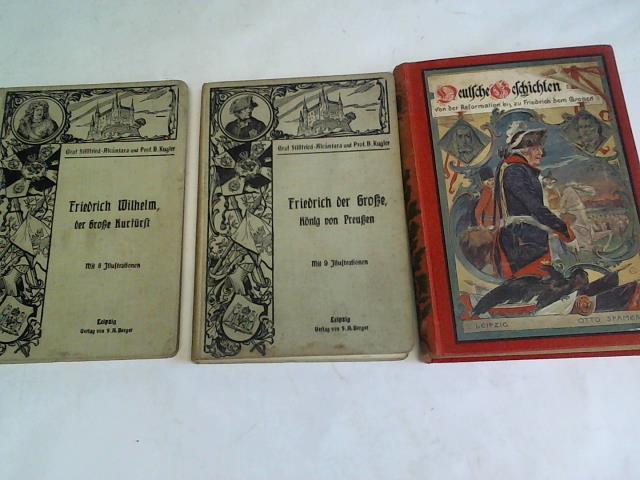 Graf Stillfried-Alcántara und Prof. B. Kugler
Friedrich Wilhelm,
der Große Kurfürst
Mit 8 Illustrationen
Leipzig
Verlag von F. A. Berger
Graf Stillfried-Alcántara und Prof. B. Kugler
Friedrich der Große,
König von Preußen
Mit 9 Illustrationen
Leipzig
Verlag von F. A. Berger
Deutsche Geschichten
von der Reformation bis zu Friedrich dem Grossen
LEIPZIG OTTO SPAMER